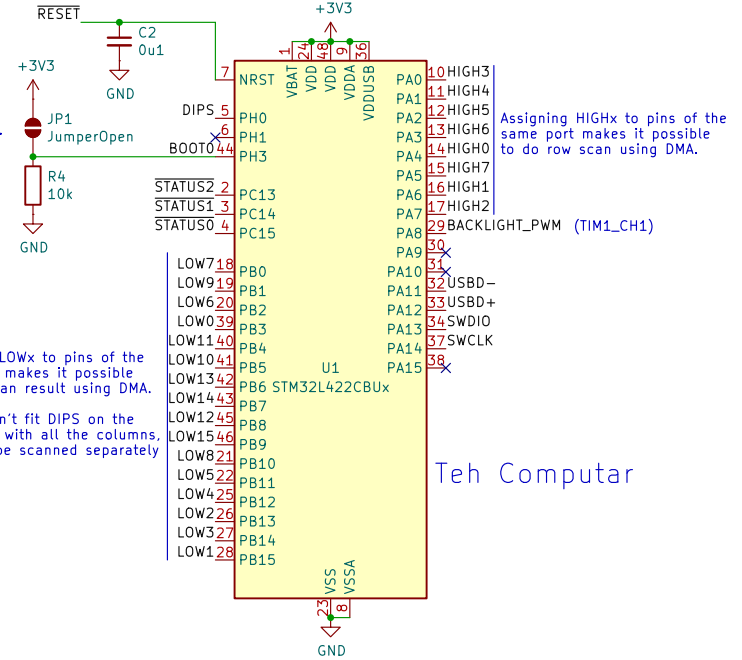 RESET
+3V3
C2
0u1
GND
+3V3
JP1
JumperOpen
R4
10k
GND
1 24 48 9 36
VBAT VDD VDD VDDA VDDUSB
7 NRST
DIPS 5 PH0
6 PH1
BOOT0 44 PH3
STATUS2 2 PC13
STATUS1 3 PC14
STATUS0 4 PC15
LOW7 18 PB0
LOW9 19 PB1
LOW6 20 PB2
LOW0 39 PB3
LOW11 40 PB4
LOW10 41 PB5
LOW13 42 PB6
LOW14 43 PB7
LOW12 45 PB8
LOW15 46 PB9
LOW8 21 PB10
LOW5 22 PB11
LOW4 25 PB12
LOW2 26 PB13
LOW3 27 PB14
LOW1 28 PB15
LOWx to pins of the
makes it possible
an result using DMA.
n't fit DIPS on the
with all the columns,
be scanned separately
U1
STM32L422CBUx
PA0 10 HIGH3
PA1 11 HIGH4
PA2 12 HIGH5
PA3 13 HIGH6
PA4 14 HIGH0
PA5 15 HIGH7
PA6 16 HIGH1
PA7 17 HIGH2
PA8 29 BACKLIGHT_PWM (TIM1_CH1)
PA9 30
PA10 31
PA11 32 USBD-
PA12 33 USBD+
PA13 34 SWDIO
PA14 37 SWCLK
PA15 38
Assigning HIGHx to pins of the
same port makes it possible
to do row scan using DMA.
Teh Computar
VSS VSSA
23 8
GND